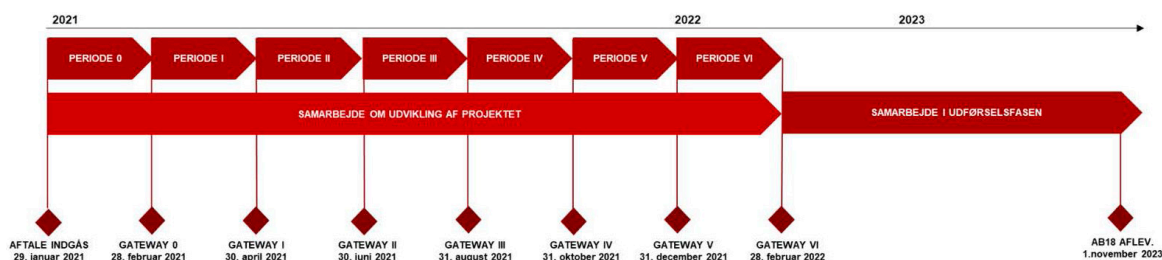 2021 2022 2023
PERIODE 0 PERIODE I PERIODE II PERIODE III PERIODE IV PERIODE V PERIODE VI
SAMARBEJDE OM UDVIKLING AF PROJEKTET
SAMARBEJDE I UDFØRSELSFASEN
AFTALE INDGÅS
29. januar 2021
GATEWAY 0
28. februar 2021
GATEWAY I
30. april 2021
GATEWAY II
30. juni 2021
GATEWAY III
31. august 2021
GATEWAY IV
31. oktober 2021
GATEWAY V
31. december 2021
GATEWAY VI
28. februar 2022
AB18 AFLEV.
1.november 2023